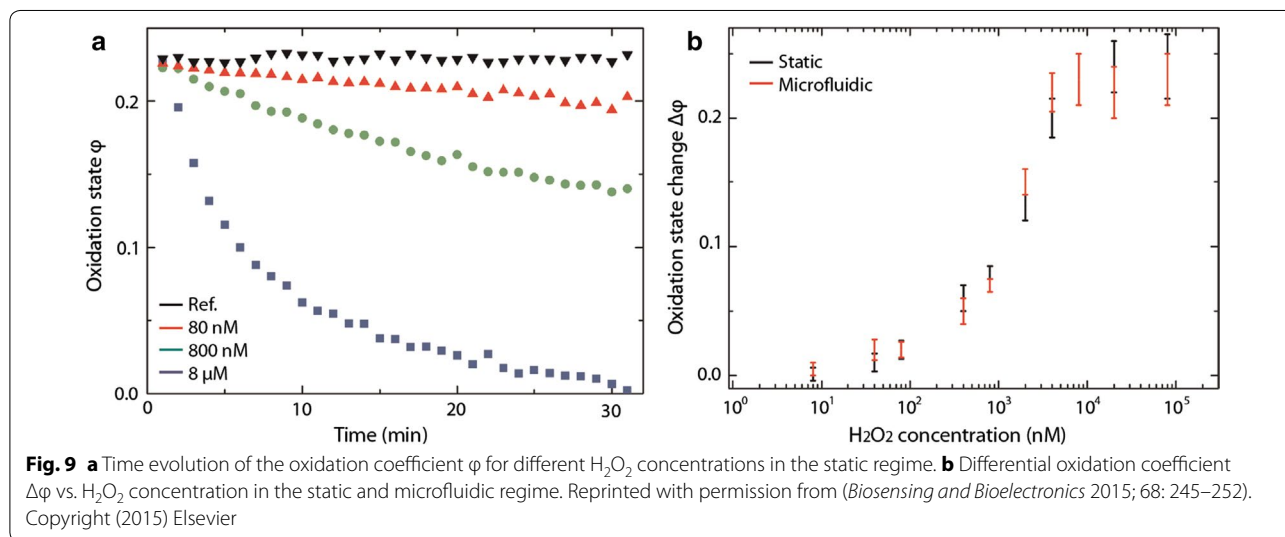 a
Oxidation state φ
0.2
0.1
0.0
Ref.
80 nM
800 nM
8 µM
0 10 20 30
Time (min)
b
Oxidation state change Δφ
0.2
0.1
0.0
Static
Microfluidic
10⁰ 10¹ 10² 10³ 10⁴ 10⁵
H2O2 concentration (nM)
Fig. 9 a Time evolution of the oxidation coefficient φ for different H₂O₂ concentrations in the static regime. b Differential oxidation coefficient
Δφ vs. H₂O₂ concentration in the static and microfluidic regime. Reprinted with permission from (Biosensing and Bioelectronics 2015; 68: 245–252).
Copyright (2015) Elsevier